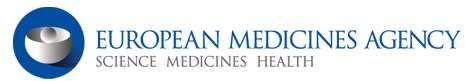 EUROPEAN MEDICINES AGENCY
SCIENCE MEDICINES HEALTH